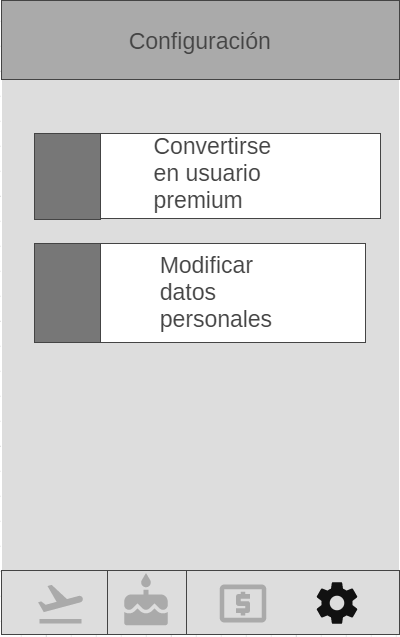 Configuración
Convertirse
en usuario
premium
Modificar
datos
personales
$